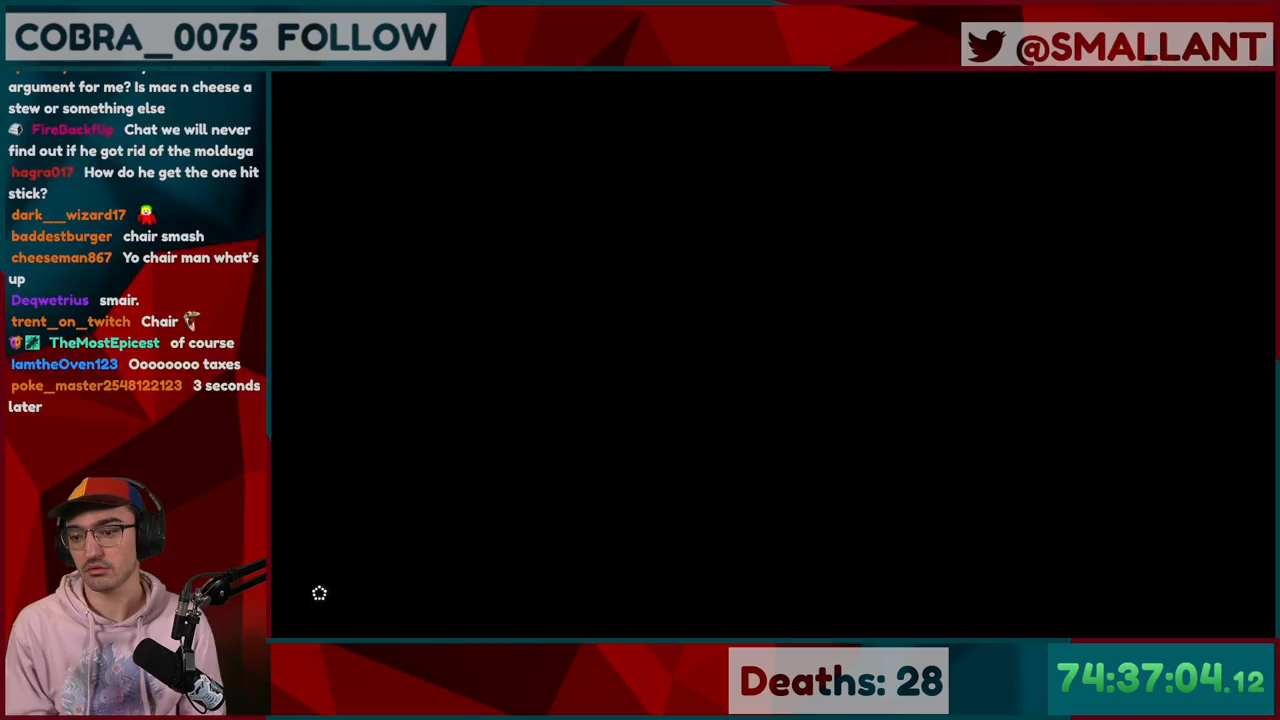 COBRA__0075 FOLLOW
@SMALLANT
argument for me? Is mac n cheese a
stew or something else
FireBackflip Chat we will never
find out if he got rid of the molduga
hagra017 How do he get the one hit
stick?
dark__wizard17
baddestburger chair smash
cheeseman867 Yo chair man what's
up
Deqwetrius smair.
trent_on_twitch Chair
TheMostEpicest of course
IamtheOven123 Oooooooo taxes
poke_master2548122123 3 seconds
later
Deaths: 28
74:37:04.12